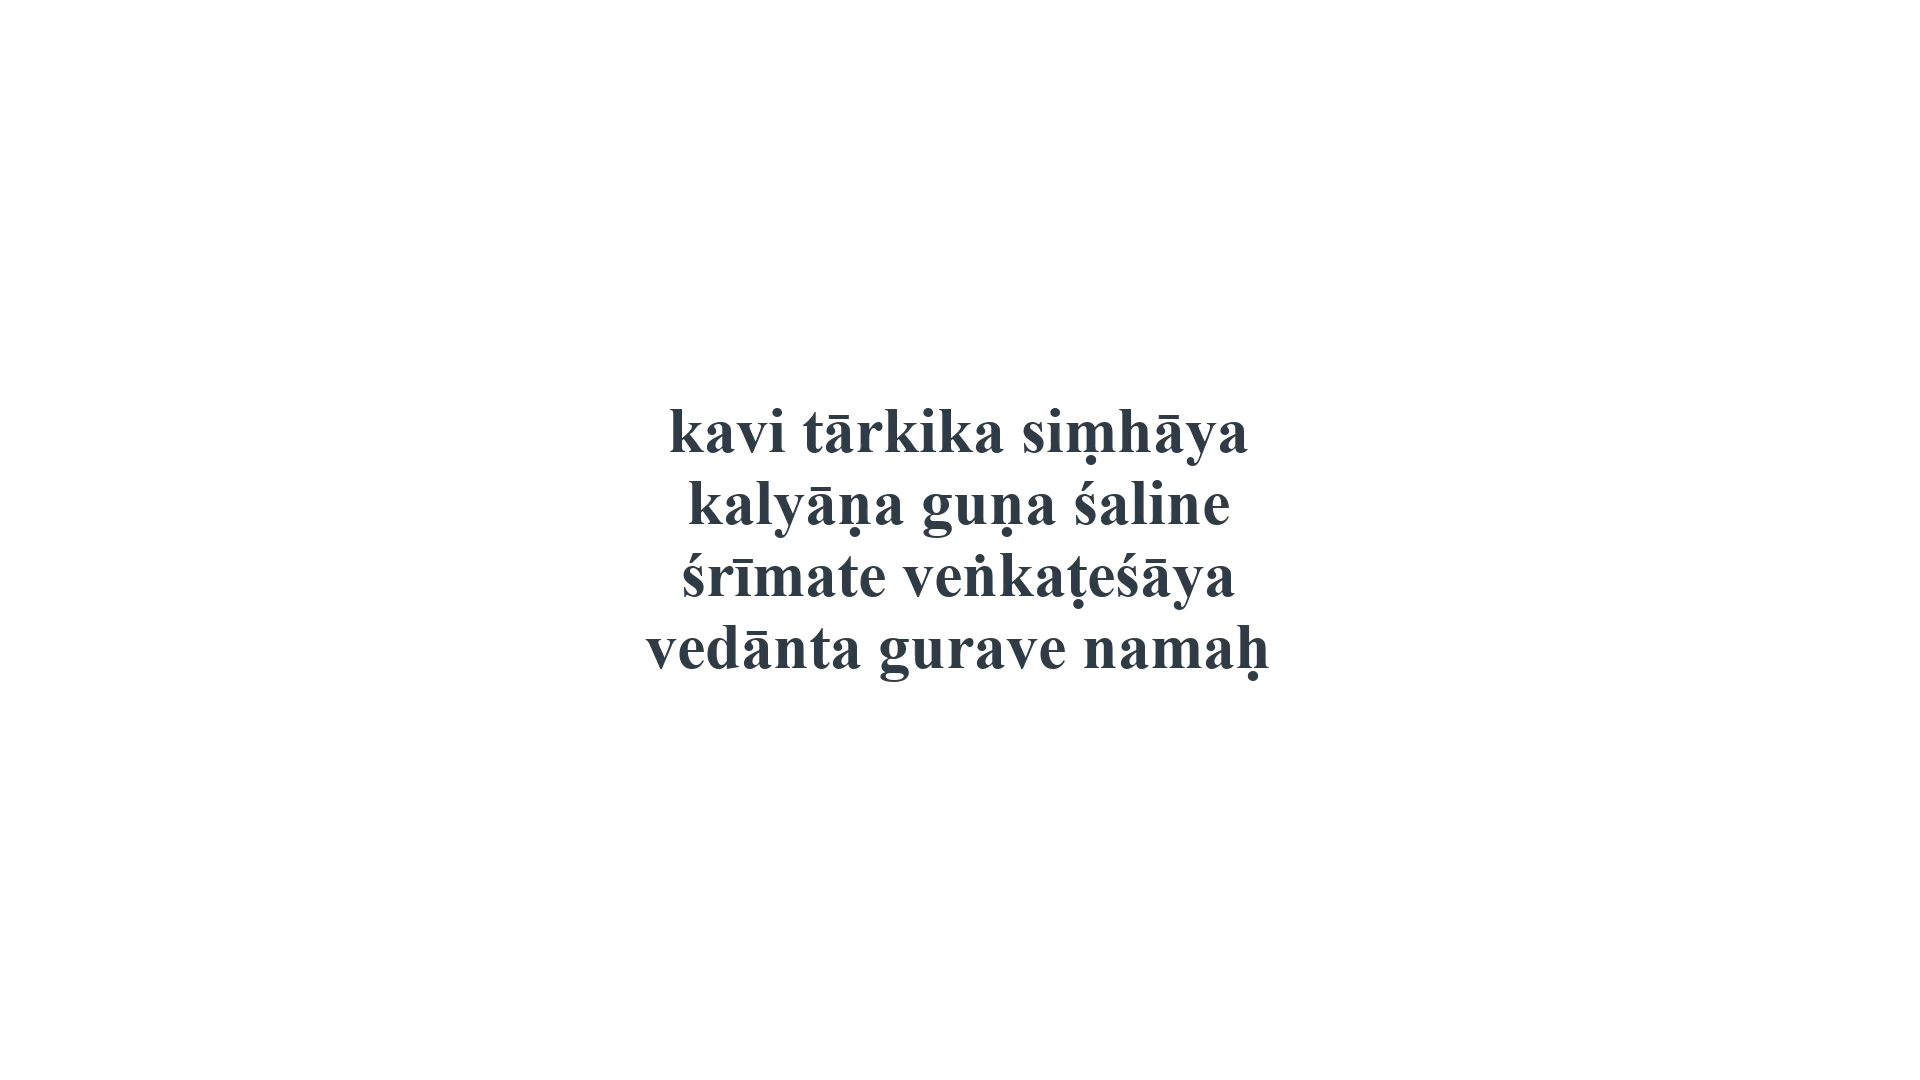 kavi tārkika siṃhāya
kalyāṇa guṇa śaline
śrīmate veṅkaṭeśāya
vedānta gurave namaḥ